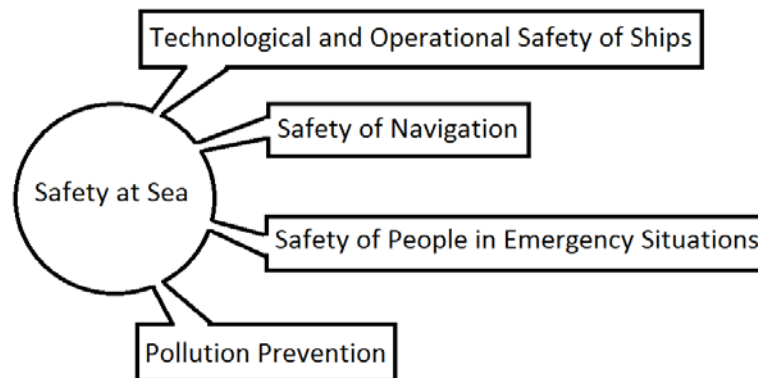 Technological and Operational Safety of Ships
Safety of Navigation
Safety at Sea
Safety of People in Emergency Situations
Pollution Prevention